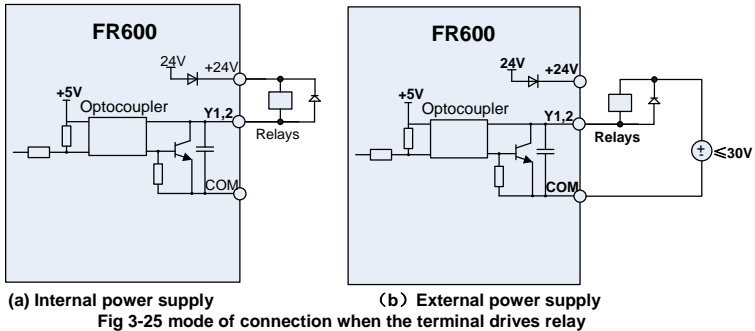 FR600
24V
+24V
+5V
Optocoupler
Y1,2
Relays
COM
(a) Internal power supply
FR600
24V
+24V
+5V
Optocoupler
Y1,2
Relays
≤30V
COM
(b) External power supply
Fig 3-25 mode of connection when the terminal drives relay